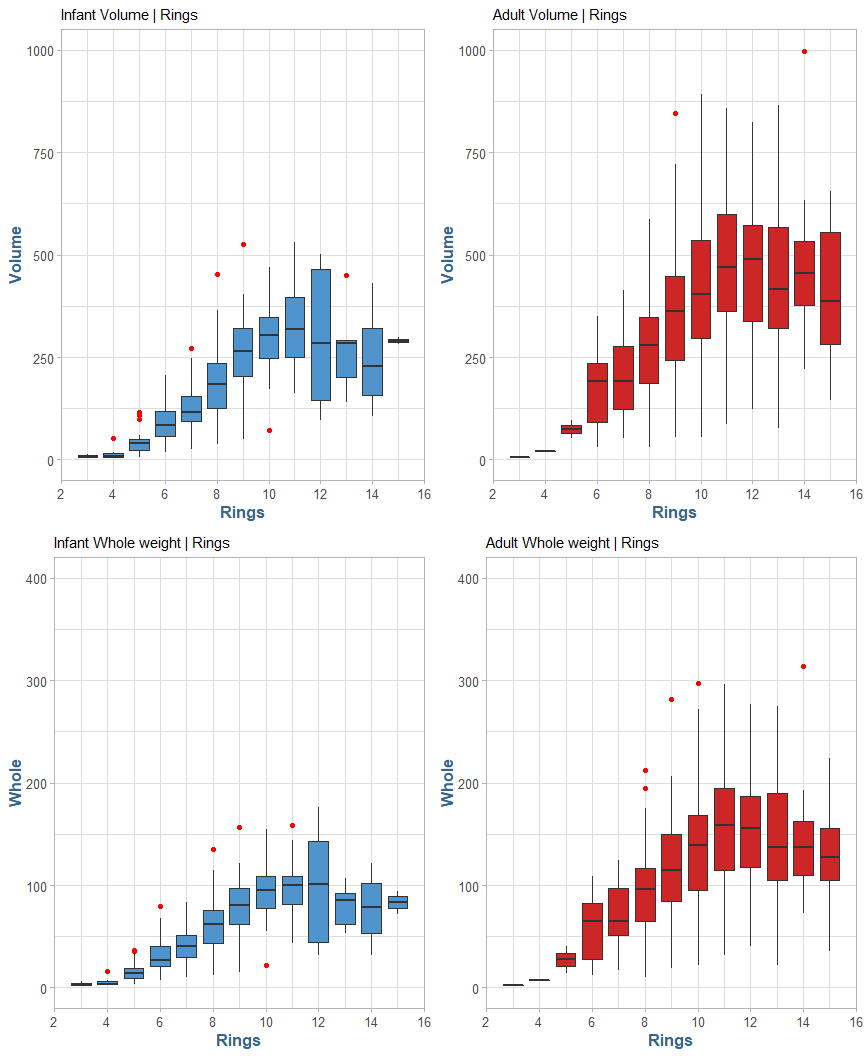 Infant Volume | Rings
Adult Volume | Rings
1000
750
500
250
0
Volume
2 4 6 8 10 12 14 16
Rings
1000
750
500
250
0
Volume
2 4 6 8 10 12 14 16
Rings
Infant Whole weight | Rings
Adult Whole weight | Rings
400
300
200
100
0
Whole
2 4 6 8 10 12 14 16
Rings
400
300
200
100
0
Whole
2 4 6 8 10 12 14 16
Rings